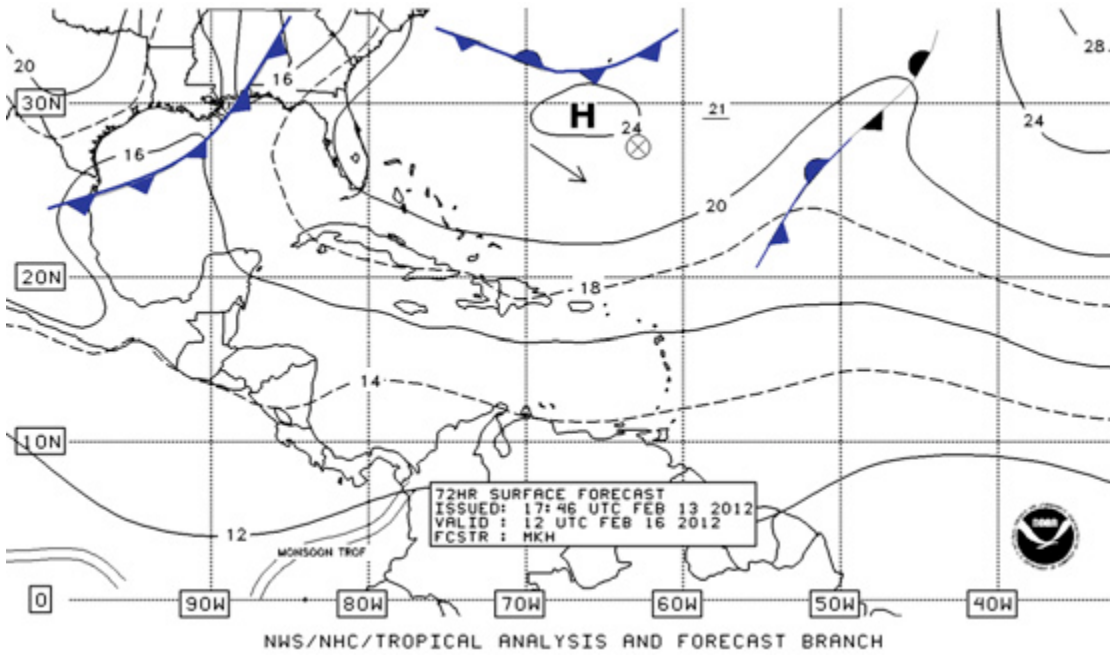 28
20
16
30N
H
24
21
24
16
20
20N
18
14
10N
72HR SURFACE FORECAST
ISSUED: 17:46 UTC FEB 13 2012
VALID : 12 UTC FEB 16 2012
FCSTR : MKH
12
MONSOON TROF
NOAA
0
90W
80W
70W
60W
50W
40W
NWS/NHC/TROPICAL ANALYSIS AND FORECAST BRANCH